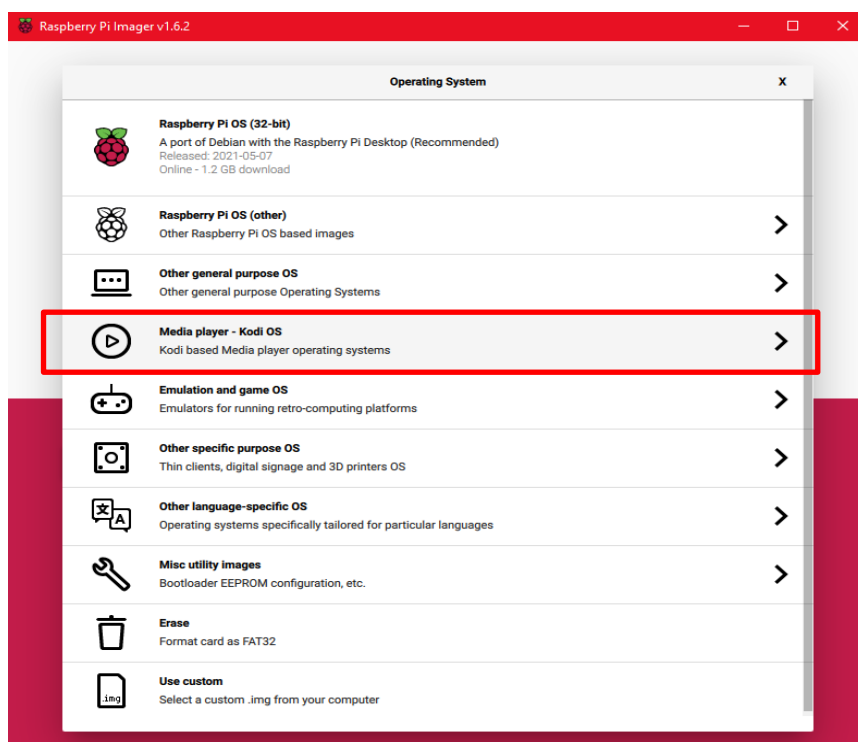 Raspberry Pi Imager v1.6.2
Operating System
X
Raspberry Pi OS (32-bit)
A port of Debian with the Raspberry Pi Desktop (Recommended)
Released: 2021-05-07
Online - 1.2 GB download
Raspberry Pi OS (other)
Other Raspberry Pi OS based images
Other general purpose OS
Other general purpose Operating Systems
Media player - Kodi OS
Kodi based Media player operating systems
Emulation and game OS
Emulators for running retro-computing platforms
Other specific purpose OS
Thin clients, digital signage and 3D printers OS
文
A
Other language-specific OS
Operating systems specifically tailored for particular languages
Misc utility images
Bootloader EEPROM configuration, etc.
Erase
Format card as FAT32
.img
Use custom
Select a custom .img from your computer